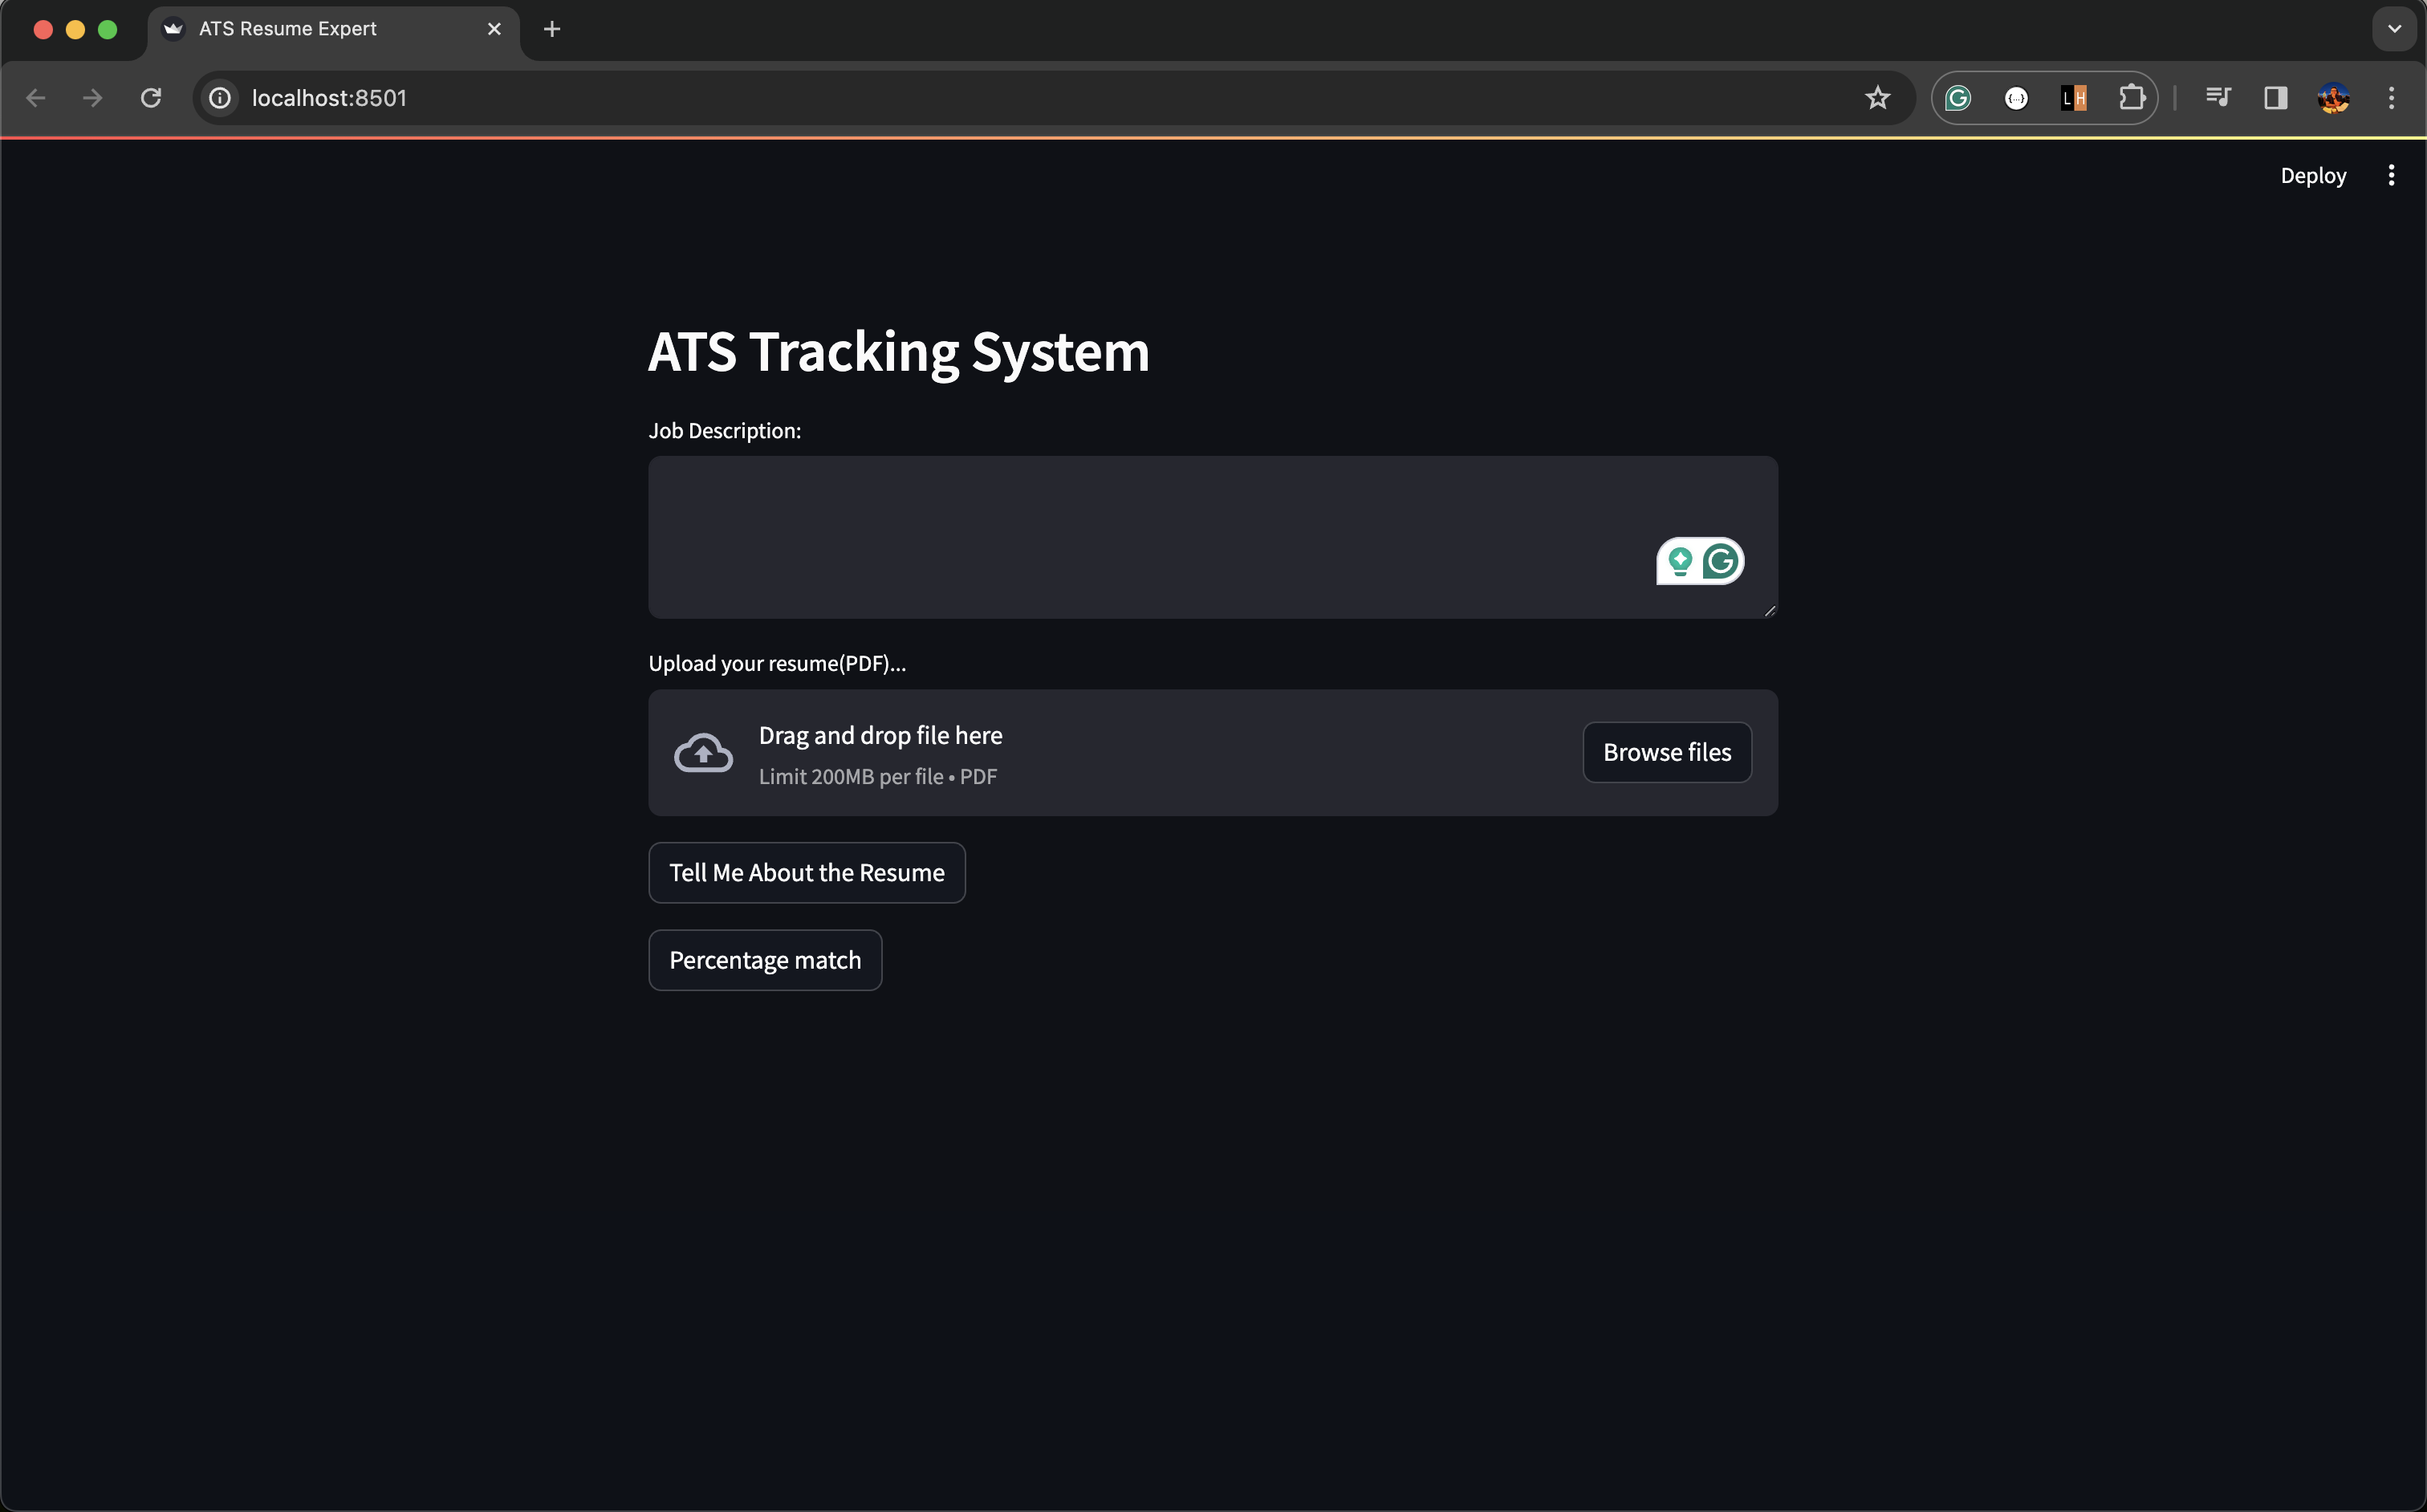 ATS Resume Expert
localhost:8501
L H
Deploy
ATS Tracking System
Job Description:
Upload your resume(PDF)...
Drag and drop file here
Limit 200MB per file • PDF
Browse files
Tell Me About the Resume
Percentage match